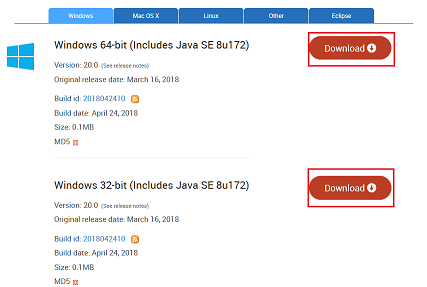 Windows
Mac OS X
Linux
Other
Eclipse
Windows 64-bit (Includes Java SE 8u172)
Download
Version: 20.0 (See release notes)
Original release date: March 16, 2018
Build id: 2018042410
Build date: April 24, 2018
Size: 0.1MB
MD5
Windows 32-bit (Includes Java SE 8u172)
Download
Version: 20.0 (See release notes)
Original release date: March 16, 2018
Build id: 2018042410
Build date: April 24, 2018
Size: 0.1MB
MD5